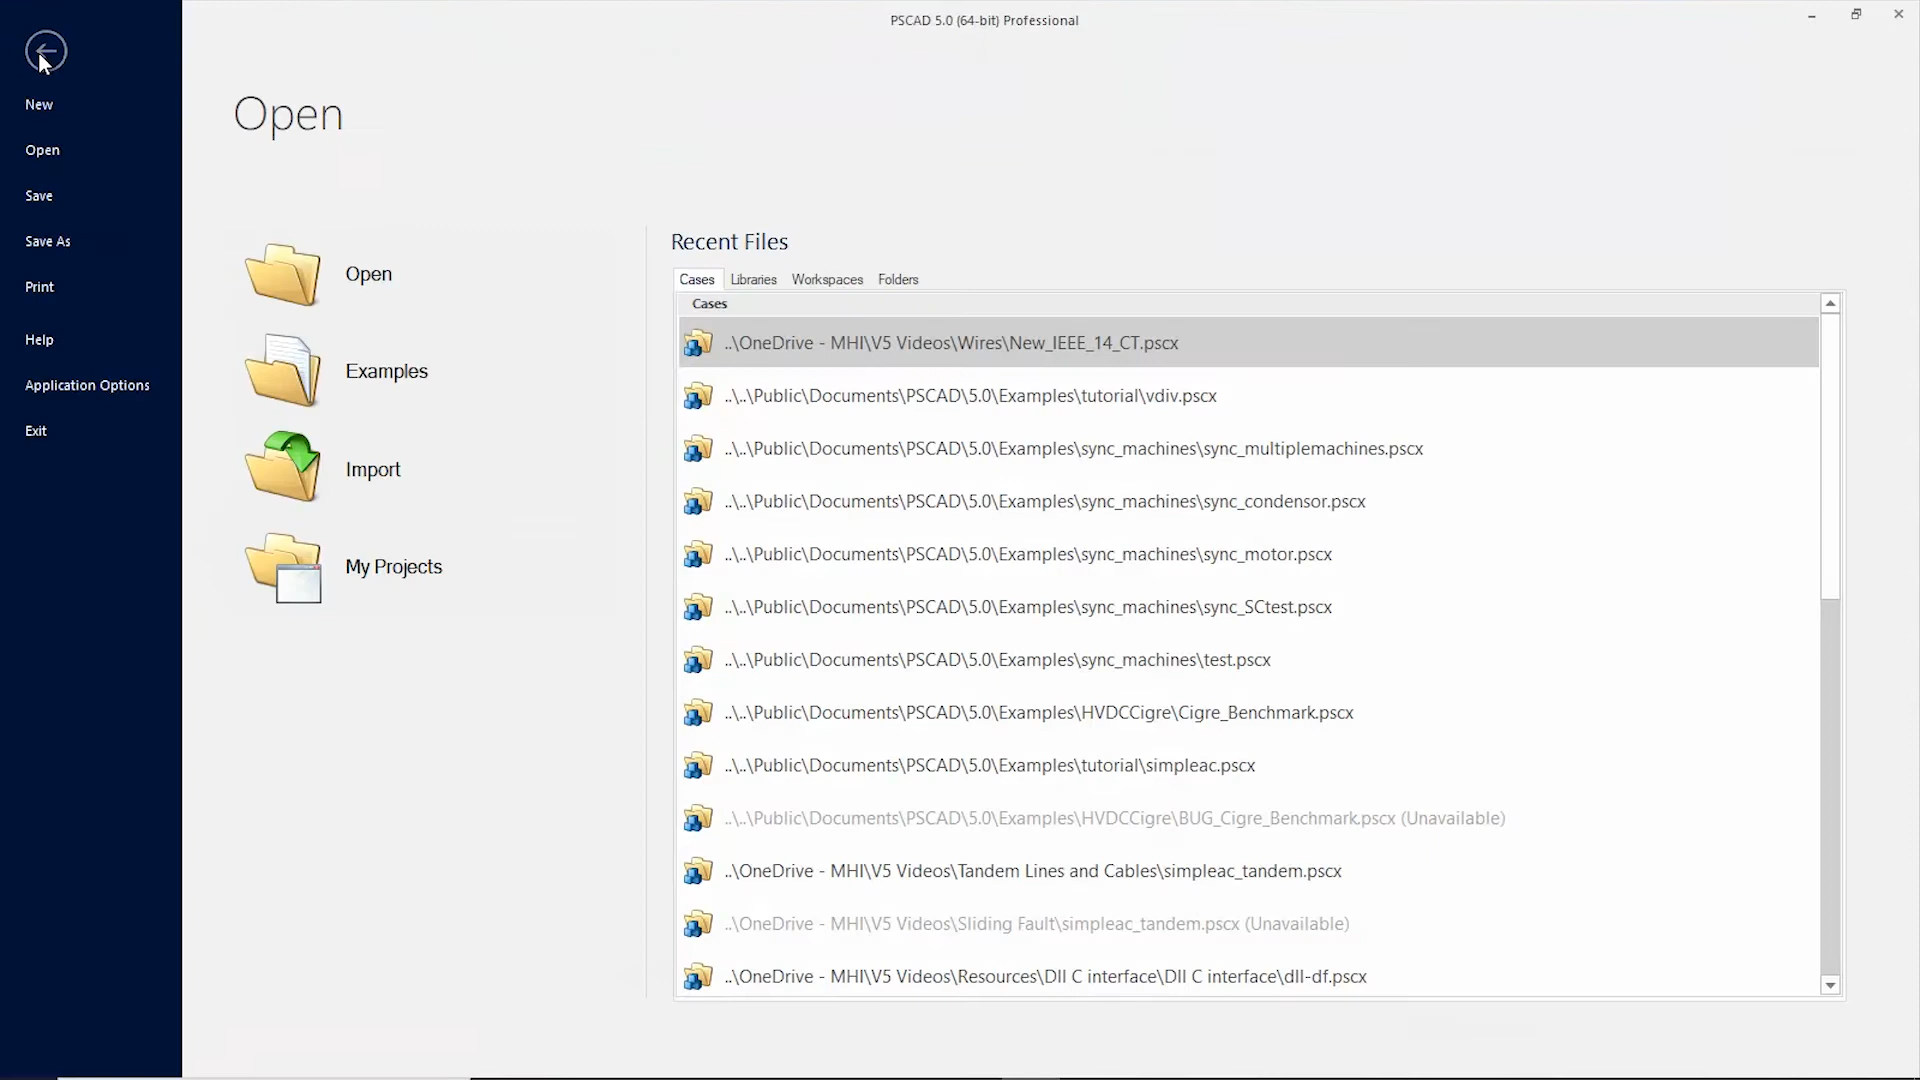 PSCAD 5.0 (64-bit) Professional
New
Open
Save
Save As
Print
Help
Application Options
Exit
Open
Open
Examples
Import
My Projects
Recent Files
Cases Libraries Workspaces Folders
Cases
..\OneDrive - MHI\V5 Videos\Wires\New_IEEE_14_CT.pscx
..\..\Public\Documents\PSCAD\5.0\Examples\tutorial\vdiv.pscx
..\..\Public\Documents\PSCAD\5.0\Examples\sync_machines\sync_multiplemachines.pscx
..\..\Public\Documents\PSCAD\5.0\Examples\sync_machines\sync_condensor.pscx
..\..\Public\Documents\PSCAD\5.0\Examples\sync_machines\sync_motor.pscx
..\..\Public\Documents\PSCAD\5.0\Examples\sync_machines\sync_SCtest.pscx
..\..\Public\Documents\PSCAD\5.0\Examples\sync_machines\test.pscx
..\..\Public\Documents\PSCAD\5.0\Examples\HVDCCigre\Cigre_Benchmark.pscx
..\..\Public\Documents\PSCAD\5.0\Examples\tutorial\simpleac.pscx
..\..\Public\Documents\PSCAD\5.0\Examples\HVDCCigre\BUG_Cigre_Benchmark.pscx (Unavailable)
..\OneDrive - MHI\V5 Videos\Tandem Lines and Cables\simpleac_tandem.pscx
..\OneDrive - MHI\V5 Videos\Sliding Fault\simpleac_tandem.pscx (Unavailable)
..\OneDrive - MHI\V5 Videos\Resources\Dll C interface\Dll C interface\dll-df.pscx